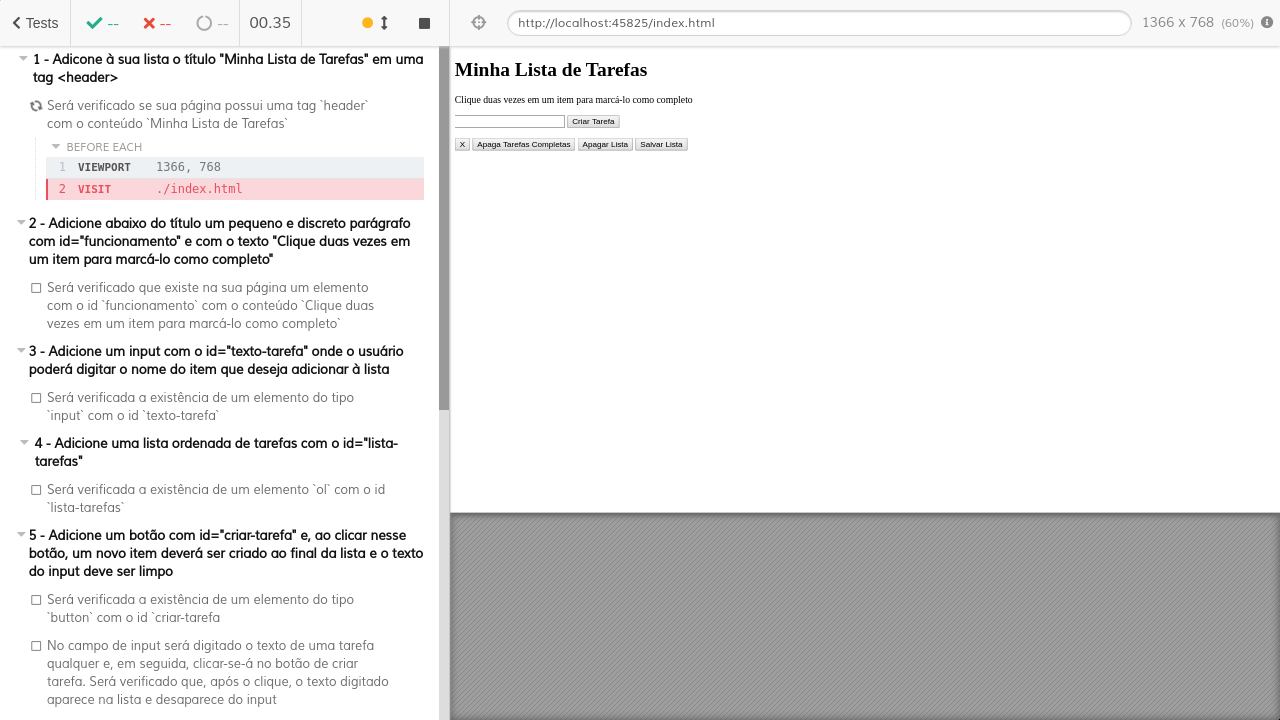 Tests
--
--
--
00.35
http://localhost:45825/index.html
1366 x 768 (60%)
1 - Adicone à sua lista o título "Minha Lista de Tarefas" em uma
tag <header>
Será verificado se sua página possui uma tag `header`
com o conteúdo `Minha Lista de Tarefas`
BEFORE EACH
1 VIEWPORT 1366, 768
2 VISIT ./index.html
2 - Adicione abaixo do título um pequeno e discreto parágrafo
com id="funcionamento" e com o texto "Clique duas vezes em
um item para marcá-lo como completo"
Será verificado que existe na sua página um elemento
com o id `funcionamento` com o conteúdo `Clique duas
vezes em um item para marcá-lo como completo`
3 - Adicione um input com o id="texto-tarefa" onde o usuário
poderá digitar o nome do item que deseja adicionar à lista
Será verificada a existência de um elemento do tipo
`input` com o id `texto-tarefa`
4 - Adicione uma lista ordenada de tarefas com o id="lista-
tarefas"
Será verificada a existência de um elemento `ol` com o id
`lista-tarefas`
5 - Adicione um botão com id="criar-tarefa" e, ao clicar nesse
botão, um novo item deverá ser criado ao final da lista e o texto
do input deve ser limpo
Será verificada a existência de um elemento do tipo
`button` com o id `criar-tarefa
No campo de input será digitado o texto de uma tarefa
qualquer e, em seguida, clicar-se-á no botão de criar
tarefa. Será verificado que, após o clique, o texto digitado
aparece na lista e desaparece do input
Minha Lista de Tarefas
Clique duas vezes em um item para marcá-lo como completo
Criar Tarefa
X Apaga Tarefas Completas Apagar Lista Salvar Lista